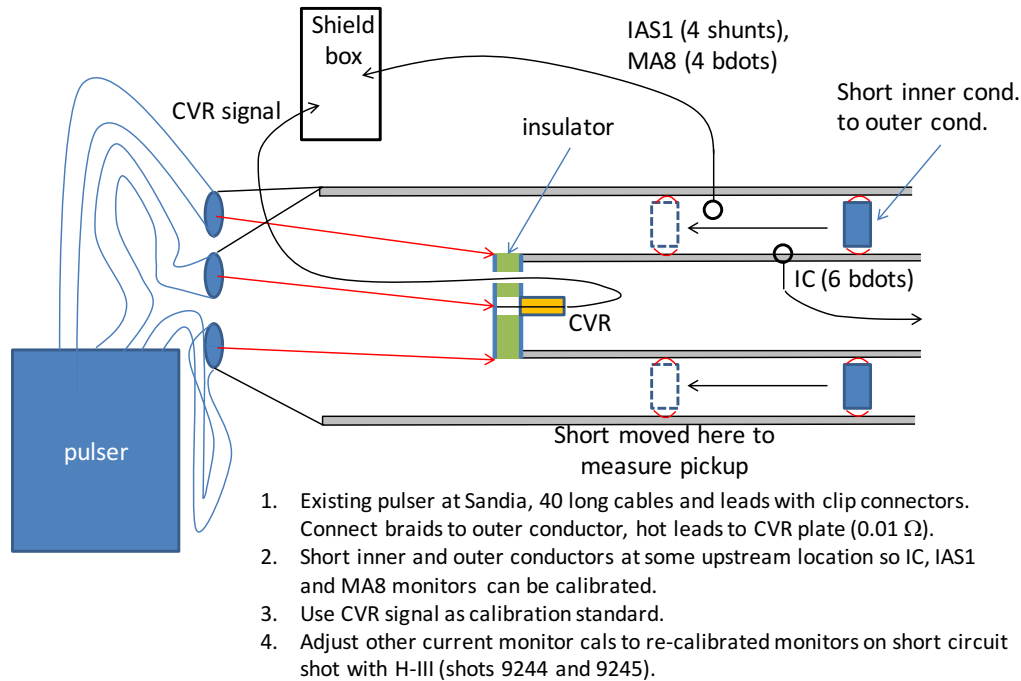 Shield
box
IAS1 (4 shunts),
MA8 (4 bdots)
CVR signal
insulator
Short inner cond.
to outer cond.
IC (6 bdots)
CVR
pulser
Short moved here to
measure pickup
1. Existing pulser at Sandia, 40 long cables and leads with clip connectors.
Connect braids to outer conductor, hot leads to CVR plate (0.01 Ω).
2. Short inner and outer conductors at some upstream location so IC, IAS1
and MA8 monitors can be calibrated.
3. Use CVR signal as calibration standard.
4. Adjust other current monitor cals to re-calibrated monitors on short circuit
shot with H-III (shots 9244 and 9245).